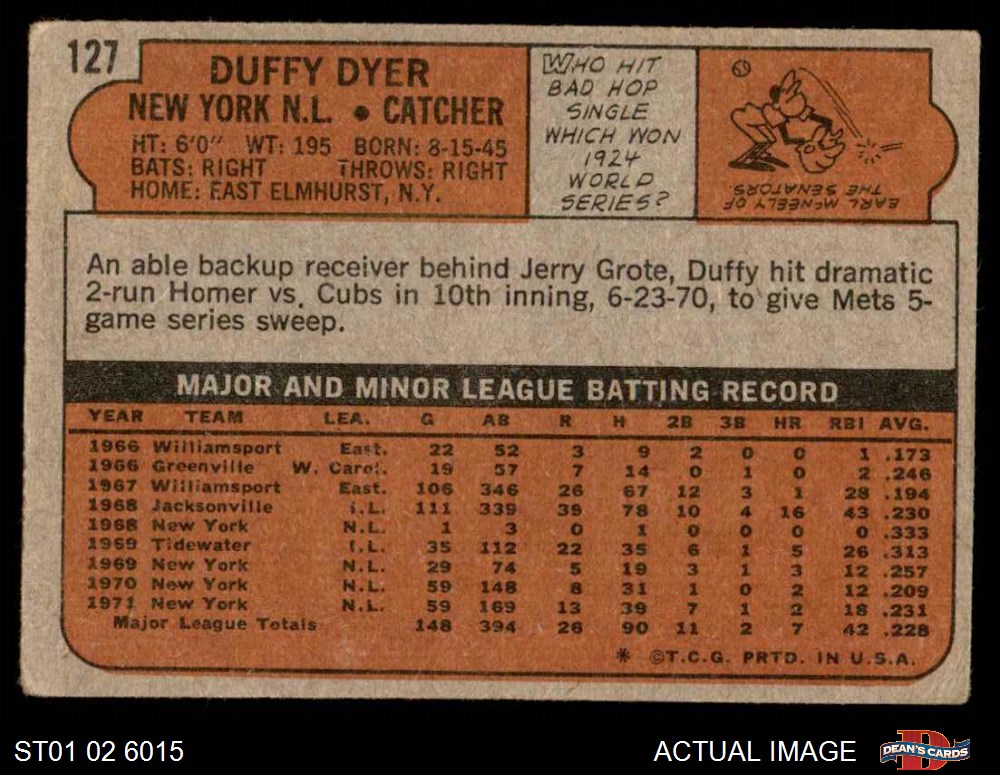 127
DUFFY DYER
NEW YORK N.L. • CATCHER
HT: 6'0" WT: 195 BORN: 8-15-45
BATS: RIGHT THROWS: RIGHT
HOME: EAST ELMHURST, N.Y.
WHO HIT
BAD HOP
SINGLE
WHICH WON
1924
WORLD
SERIES?
EARL McNEELY OF
THE SENATORS.
An able backup receiver behind Jerry Grote, Duffy hit dramatic
2-run Homer vs. Cubs in 10th inning, 6-23-70, to give Mets 5-
game series sweep.
MAJOR AND MINOR LEAGUE BATTING RECORD
YEAR TEAM LEA. G AB R H 2B 3B HR RBI AVG.
1966 Williamsport East. 22 52 3 9 2 0 0 1 .173
1966 Greenville W. Carol. 19 57 7 14 0 1 0 2 .246
1967 Williamsport East. 106 346 26 67 12 3 1 28 .194
1968 Jacksonville I.L. 111 339 39 78 10 4 16 43 .230
1968 New York N.L. 1 3 0 1 0 0 0 0 .333
1969 Tidewater I.L. 35 112 22 35 6 1 5 26 .313
1969 New York N.L. 29 74 5 19 3 1 3 12 .257
1970 New York N.L. 59 148 8 31 1 0 2 12 .209
1971 New York N.L. 59 169 13 39 7 1 2 18 .231
Major League Totals 148 394 26 90 11 2 7 42 .228
* ©T.C.G. PRTD. IN U.S.A.
ST01 02 6015
ACTUAL IMAGE
DEAN'S CARDS